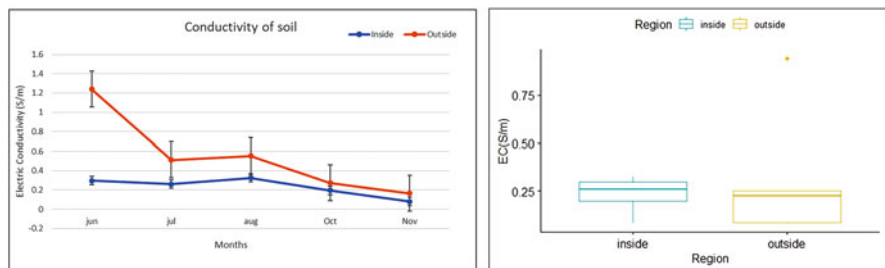 Conductivity of soil
Inside Outside
Electric Conductivity (S/m)
1.6
1.4
1.2
1
0.8
0.6
0.4
0.2
0
-0.2
jun jul aug Oct Nov
Months
Region inside outside
EC(S/m)
0.75
0.50
0.25
inside outside
Region